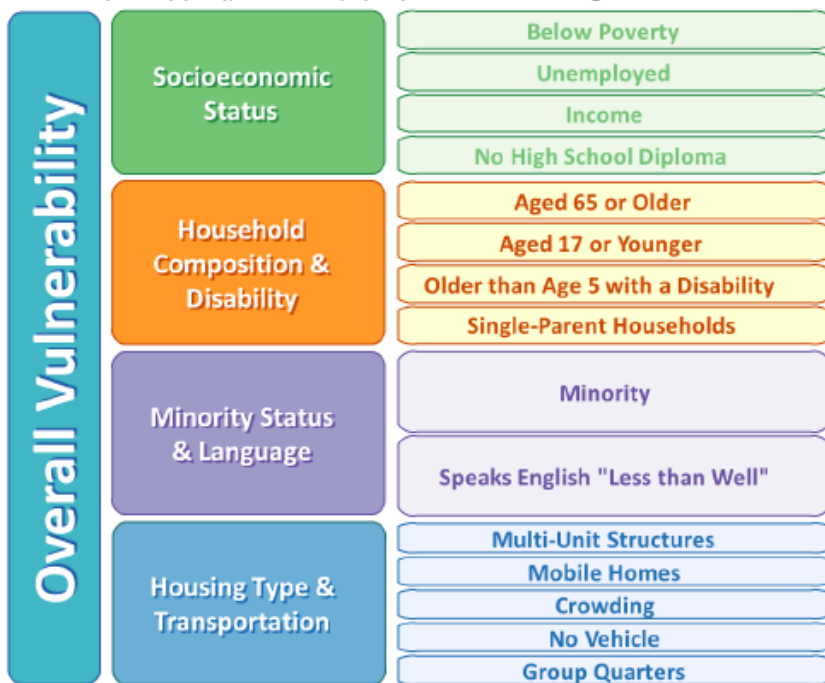 Overall Vulnerability
Socioeconomic
Status
Below Poverty
Unemployed
Income
No High School Diploma
Household
Composition &
Disability
Aged 65 or Older
Aged 17 or Younger
Older than Age 5 with a Disability
Single-Parent Households
Minority Status
& Language
Minority
Speaks English "Less than Well"
Housing Type &
Transportation
Multi-Unit Structures
Mobile Homes
Crowding
No Vehicle
Group Quarters